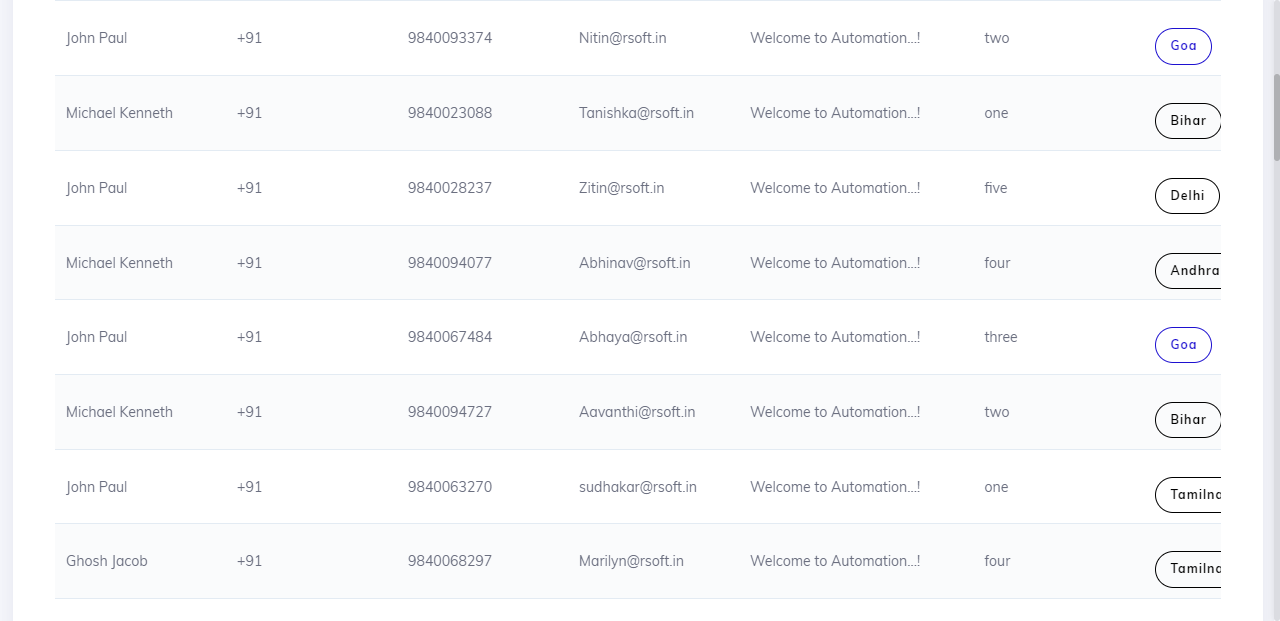 John Paul +91 9840093374 Nitin@rsoft.in Welcome to Automation...! two Goa
Michael Kenneth +91 9840023088 Tanishka@rsoft.in Welcome to Automation...! one Bihar
John Paul +91 9840028237 Zitin@rsoft.in Welcome to Automation...! five Delhi
Michael Kenneth +91 9840094077 Abhinav@rsoft.in Welcome to Automation...! four Andhra
John Paul +91 9840067484 Abhaya@rsoft.in Welcome to Automation...! three Goa
Michael Kenneth +91 9840094727 Aavanthi@rsoft.in Welcome to Automation...! two Bihar
John Paul +91 9840063270 sudhakar@rsoft.in Welcome to Automation...! one Tamilna
Ghosh Jacob +91 9840068297 Marilyn@rsoft.in Welcome to Automation...! four Tamilna